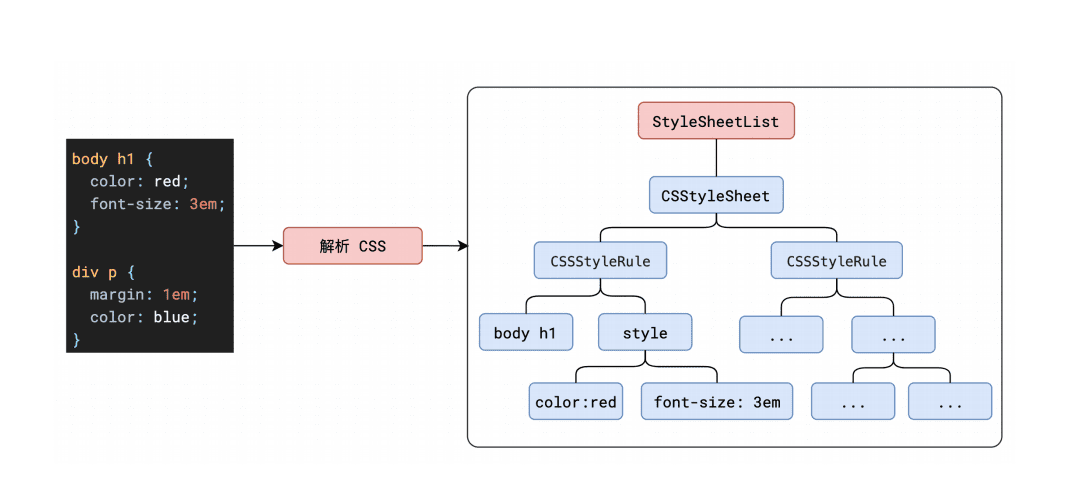 body h1 {
  color: red;
  font-size: 3em;
}
div p {
  margin: 1em;
  color: blue;
}
解析 CSS
StyleSheetList
CSStyleSheet
CSSStyleRule
CSSStyleRule
body h1
style
...
...
color:red
font-size: 3em
...
...